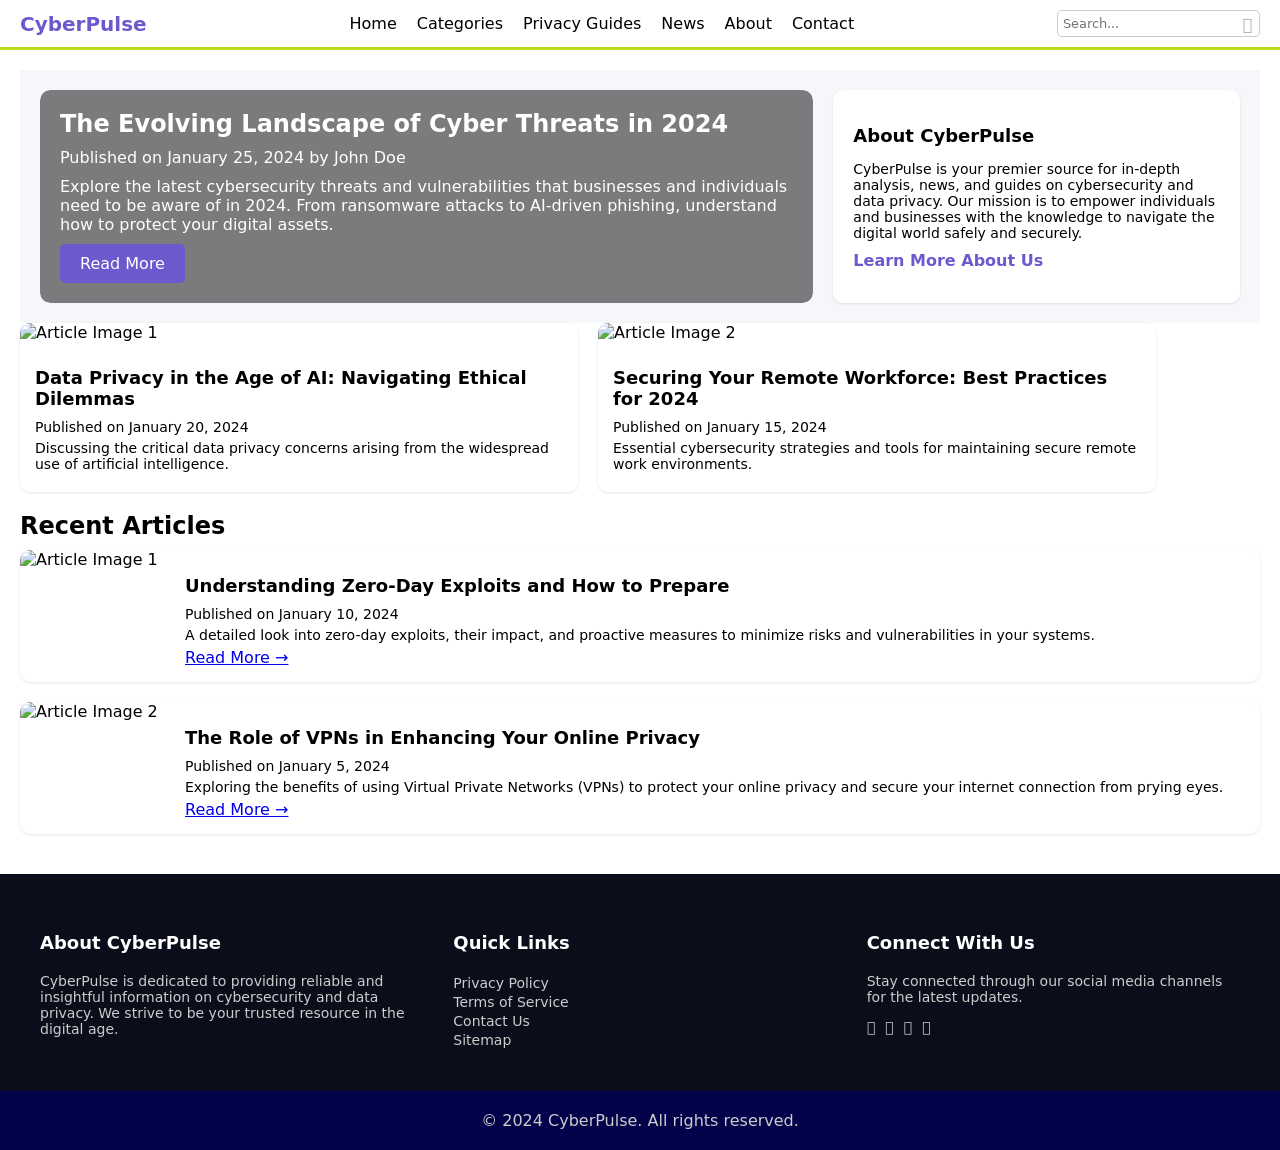 CyberPulse
Home Categories Privacy Guides News About Contact
Search...
The Evolving Landscape of Cyber Threats in 2024
Published on January 25, 2024 by John Doe
Explore the latest cybersecurity threats and vulnerabilities that businesses and individuals
need to be aware of in 2024. From ransomware attacks to AI-driven phishing, understand
how to protect your digital assets.
Read More
About CyberPulse
CyberPulse is your premier source for in-depth
analysis, news, and guides on cybersecurity and
data privacy. Our mission is to empower individuals
and businesses with the knowledge to navigate the
digital world safely and securely.
Learn More About Us
Article Image 1
Data Privacy in the Age of AI: Navigating Ethical
Dilemmas
Published on January 20, 2024
Discussing the critical data privacy concerns arising from the widespread
use of artificial intelligence.
Article Image 2
Securing Your Remote Workforce: Best Practices
for 2024
Published on January 15, 2024
Essential cybersecurity strategies and tools for maintaining secure remote
work environments.
Recent Articles
Article Image 1
Understanding Zero-Day Exploits and How to Prepare
Published on January 10, 2024
A detailed look into zero-day exploits, their impact, and proactive measures to minimize risks and vulnerabilities in your systems.
Read More →
Article Image 2
The Role of VPNs in Enhancing Your Online Privacy
Published on January 5, 2024
Exploring the benefits of using Virtual Private Networks (VPNs) to protect your online privacy and secure your internet connection from prying eyes.
Read More →
About CyberPulse
CyberPulse is dedicated to providing reliable and
insightful information on cybersecurity and data
privacy. We strive to be your trusted resource in the
digital age.
Quick Links
Privacy Policy
Terms of Service
Contact Us
Sitemap
Connect With Us
Stay connected through our social media channels
for the latest updates.
© 2024 CyberPulse. All rights reserved.